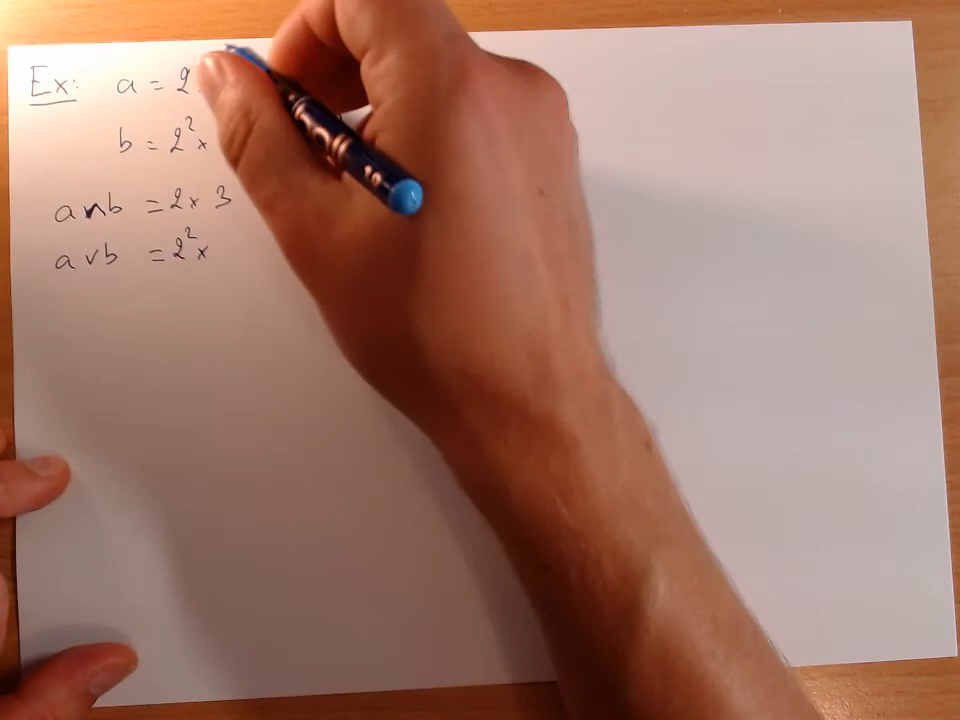 Ex: a = 2
b = 2² x
a∧b = 2 x 3
a∨b = 2² x